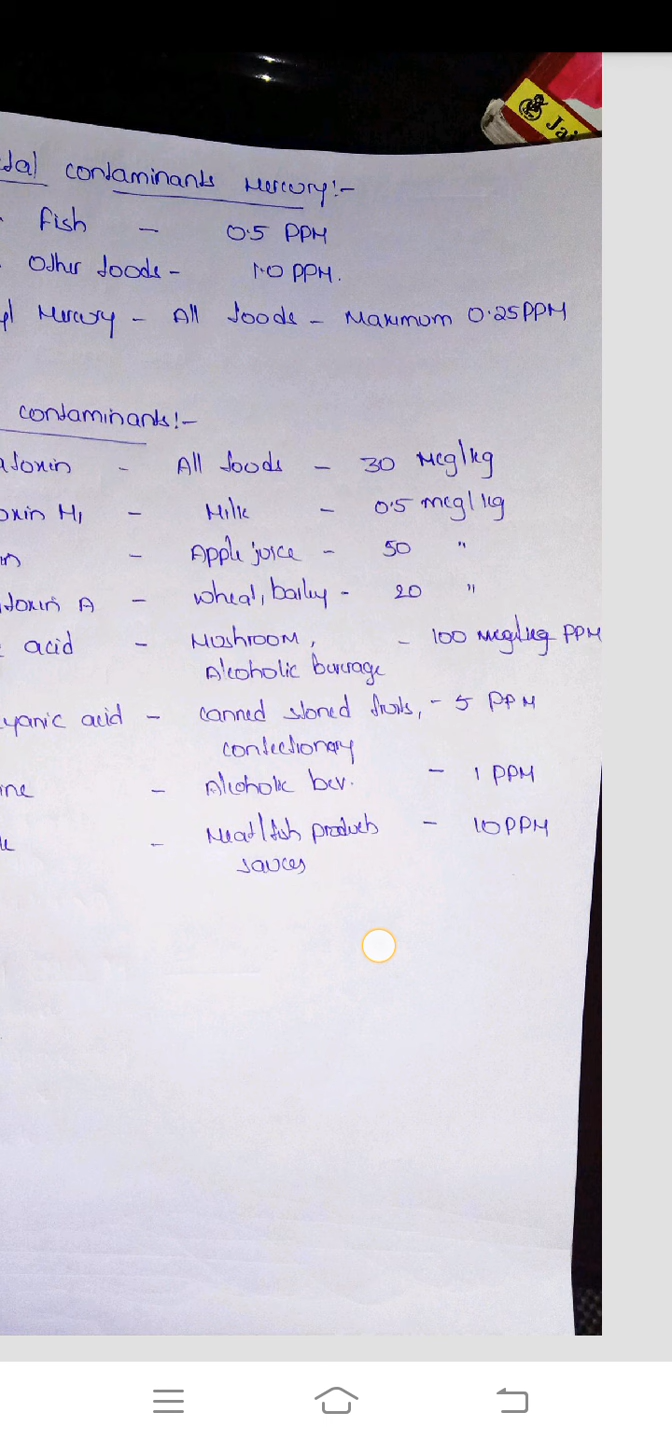 contaminants Mercury:-
Fish - 0.5 PPM
Other foods - 1.0 PPM.
Mercury - All foods - Maximum 0.25 PPM
contaminants:-
- All foods - 30 mcg/kg
M1 - Milk - 0.5 mcg/kg
- Apple juice - 50 "
A - wheat, barley - 20 "
acid - Mushroom, - 100 PPM
Alcoholic beverage
acid - canned stoned fruits, - 5 PPM
confectionary
- Alcoholic bev. - 1 PPM
- Meat/fish products - 10 PPM
sauces